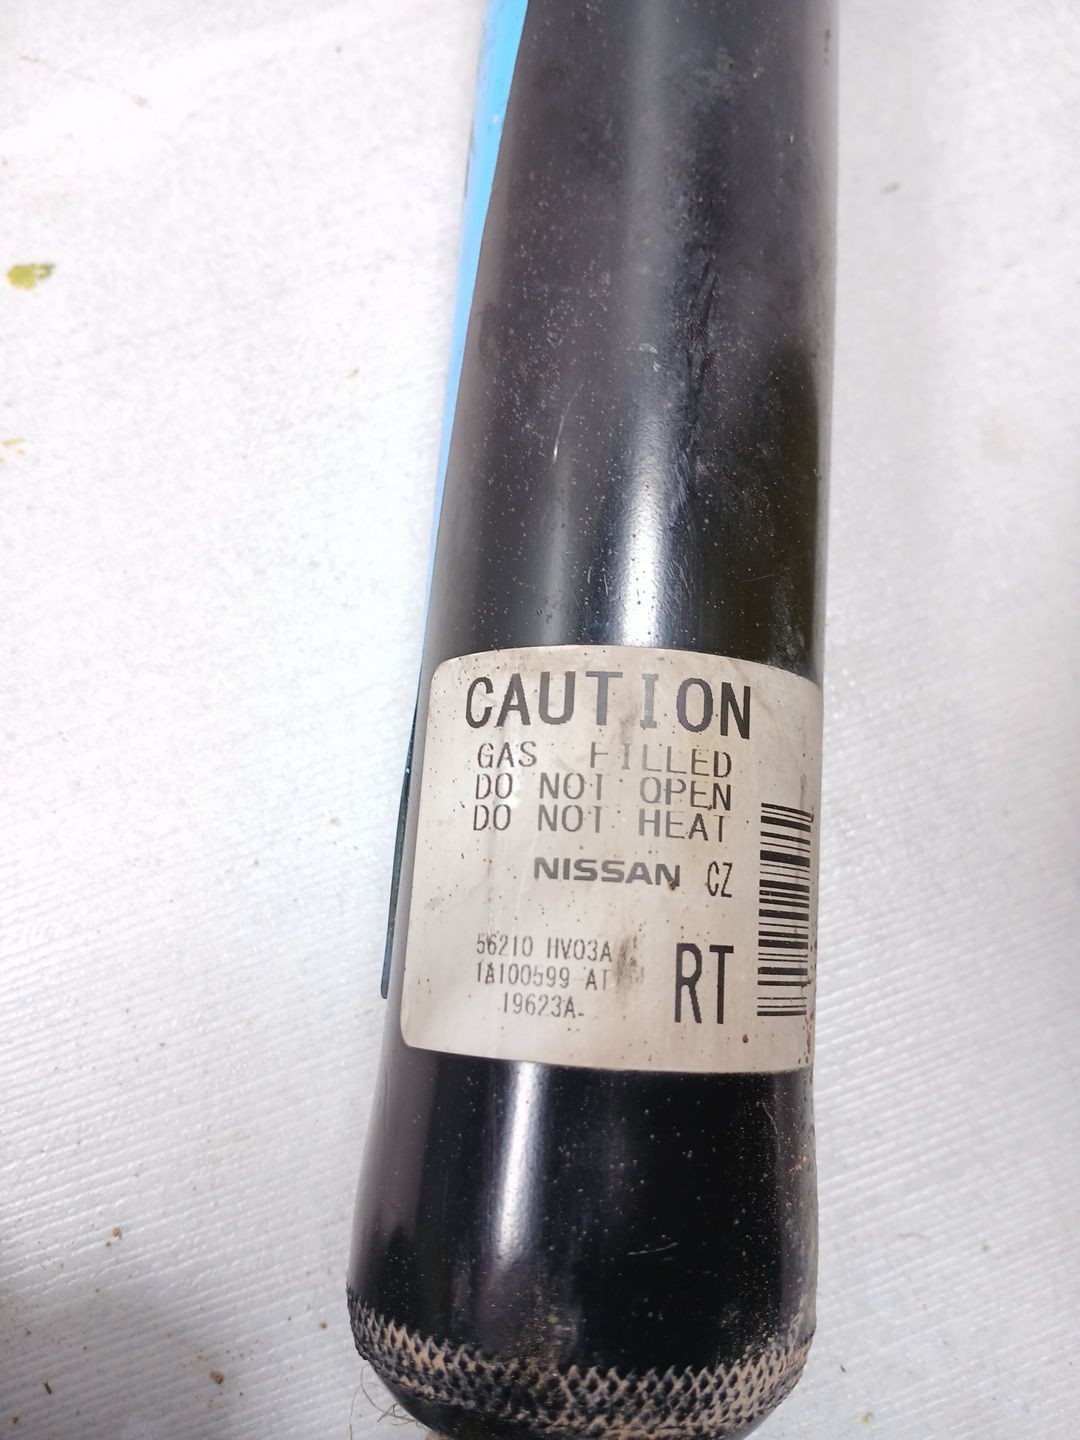 CAUTION
GAS FILLED
DO NOT OPEN
DO NOT HEAT
NISSAN CZ
56210 HV03A
1A100599 AT
19623A-
RT